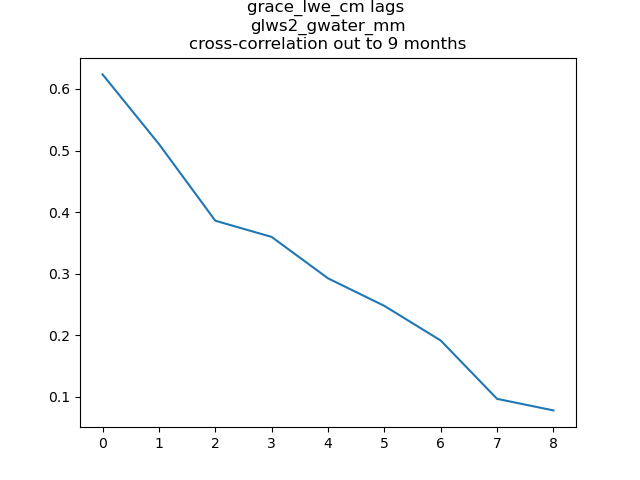 grace_lwe_cm lags
glws2_gwater_mm
cross-correlation out to 9 months
0.6
0.5
0.4
0.3
0.2
0.1
0 1 2 3 4 5 6 7 8